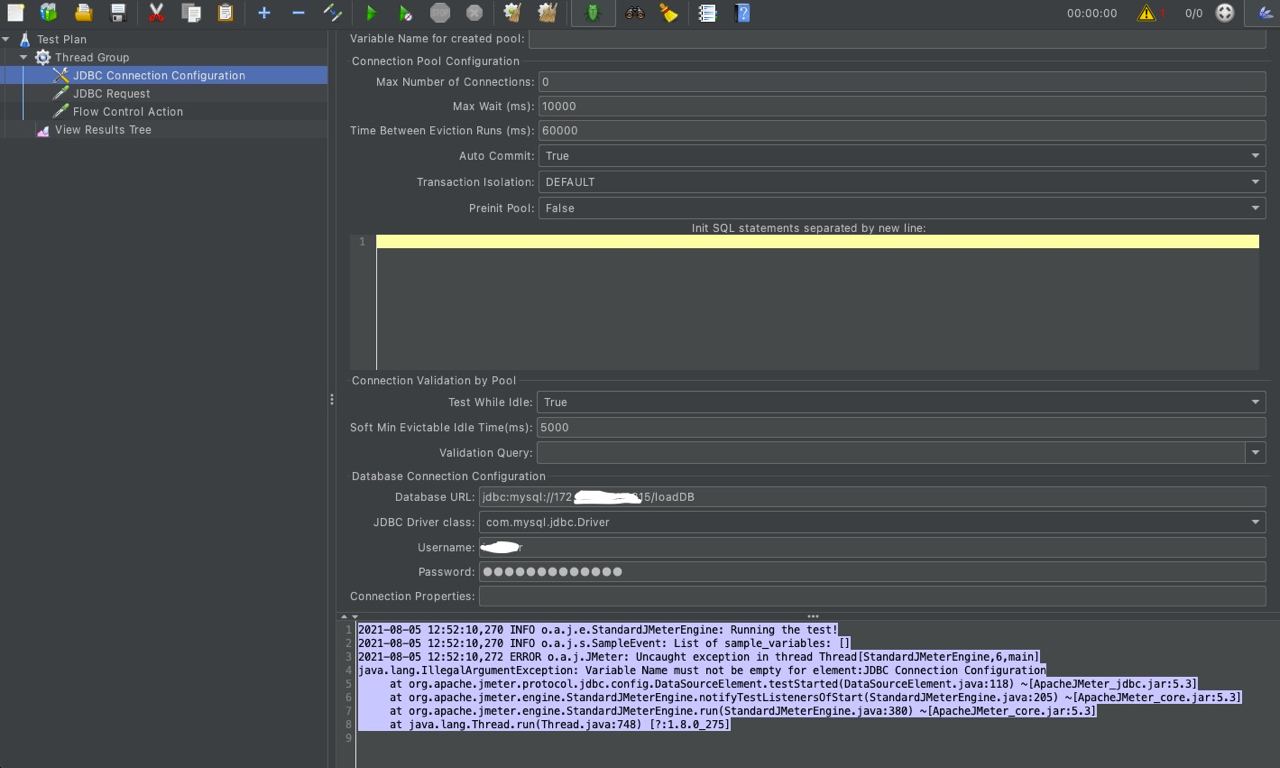 00:00:00 1 0/0
Test Plan
Thread Group
JDBC Connection Configuration
JDBC Request
Flow Control Action
View Results Tree
Variable Name for created pool:
Connection Pool Configuration
Max Number of Connections: 0
Max Wait (ms): 10000
Time Between Eviction Runs (ms): 60000
Auto Commit: True
Transaction Isolation: DEFAULT
Preinit Pool: False
Init SQL statements separated by new line:
1
Connection Validation by Pool
Test While Idle: True
Soft Min Evictable Idle Time(ms): 5000
Validation Query:
Database Connection Configuration
Database URL: jdbc:mysql://172 15/loadDB
JDBC Driver class: com.mysql.jdbc.Driver
Username: r
Password: ●●●●●●●●●●●●●
Connection Properties:
1 2021-08-05 12:52:10,270 INFO o.a.j.e.StandardJMeterEngine: Running the test!
2 2021-08-05 12:52:10,270 INFO o.a.j.s.SampleEvent: List of sample_variables: []
3 2021-08-05 12:52:10,272 ERROR o.a.j.JMeter: Uncaught exception in thread Thread[StandardJMeterEngine,6,main]
4 java.lang.IllegalArgumentException: Variable Name must not be empty for element:JDBC Connection Configuration
5 at org.apache.jmeter.protocol.jdbc.config.DataSourceElement.testStarted(DataSourceElement.java:118) ~[ApacheJMeter_jdbc.jar:5.3]
6 at org.apache.jmeter.engine.StandardJMeterEngine.notifyTestListenersOfStart(StandardJMeterEngine.java:205) ~[ApacheJMeter_core.jar:5.3]
7 at org.apache.jmeter.engine.StandardJMeterEngine.run(StandardJMeterEngine.java:380) ~[ApacheJMeter_core.jar:5.3]
8 at java.lang.Thread.run(Thread.java:748) [?:1.8.0_275]
9